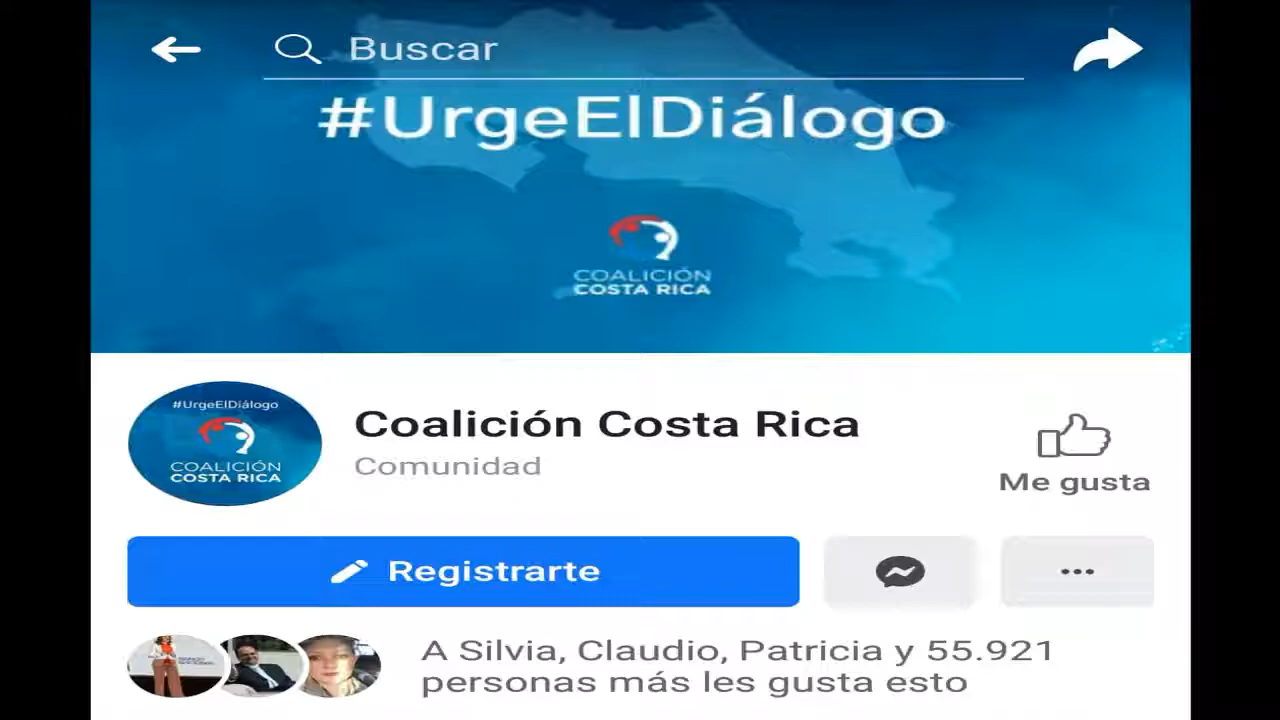 Buscar
#UrgeElDiálogo
COALICIÓN
COSTA RICA
#UrgeElDiálogo
COALICIÓN
COSTA RICA
Coalición Costa Rica
Comunidad
Me gusta
Registrarte
A Silvia, Claudio, Patricia y 55.921
personas más les gusta esto